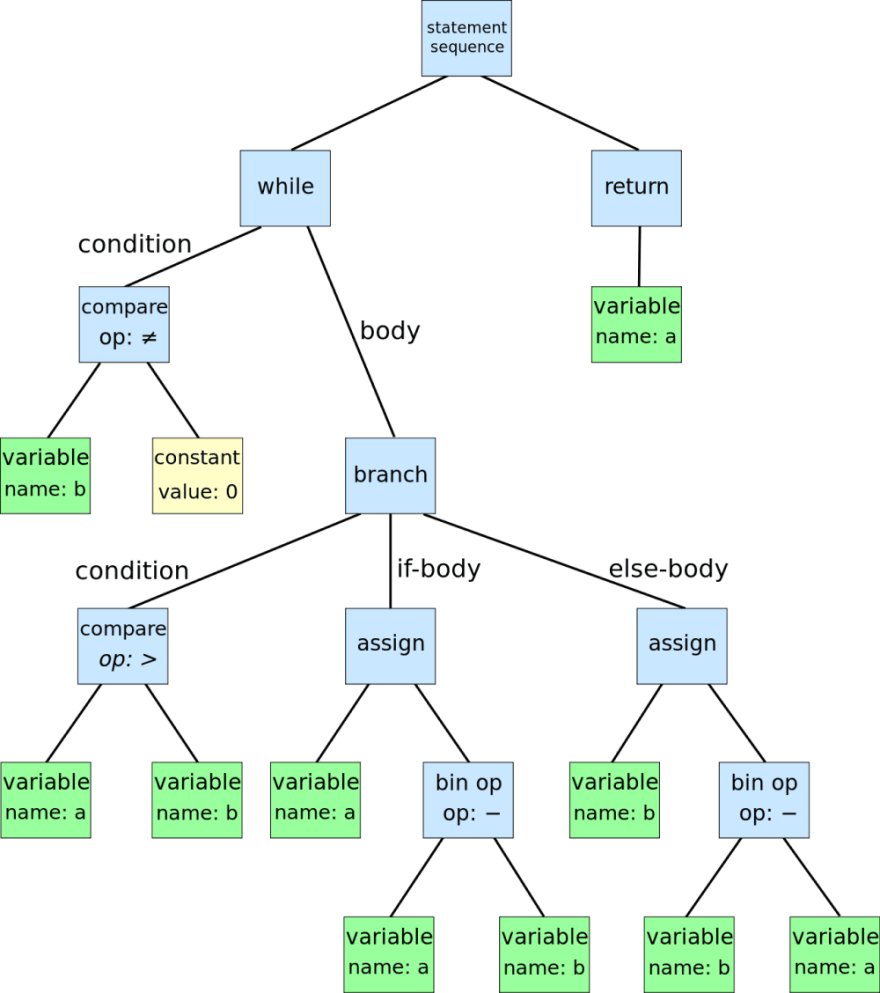 statement
sequence
while
return
condition
compare
op: ≠
body
variable
name: a
variable
name: b
constant
value: 0
branch
condition
if-body
else-body
compare
op: >
assign
assign
variable
name: a
variable
name: b
variable
name: a
bin op
op: −
variable
name: b
bin op
op: −
variable
name: a
variable
name: b
variable
name: b
variable
name: a